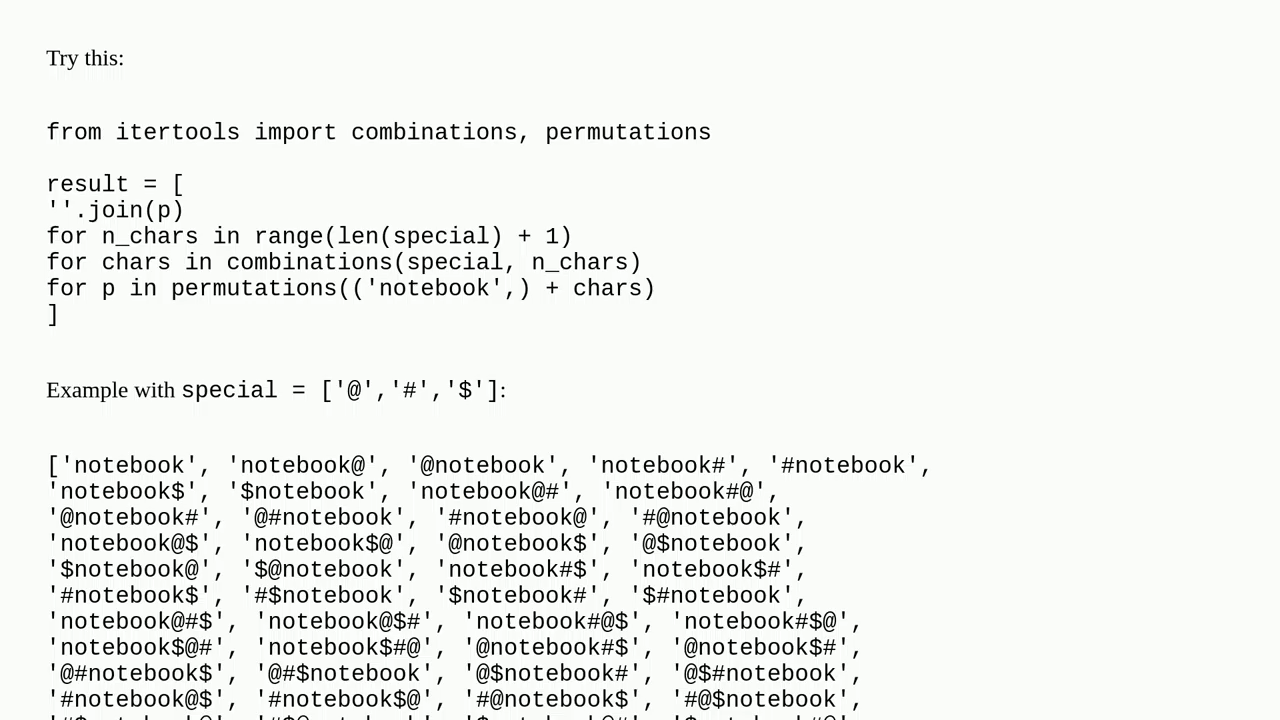 Try this:
from itertools import combinations, permutations
result = [
''.join(p)
for n_chars in range(len(special) + 1)
for chars in combinations(special, n_chars)
for p in permutations(('notebook',) + chars)
]
Example with special = ['@','#','$']:
['notebook', 'notebook@', '@notebook', 'notebook#', '#notebook',
'notebook$', '$notebook', 'notebook@#', 'notebook#@',
'@notebook#', '@#notebook', '#notebook@', '#@notebook',
'notebook@$', 'notebook$@', '@notebook$', '@$notebook',
'$notebook@', '$@notebook', 'notebook#$', 'notebook$#',
'#notebook$', '#$notebook', '$notebook#', '$#notebook',
'notebook@#$', 'notebook@$#', 'notebook#@$', 'notebook#$@',
'notebook$@#', 'notebook$#@', '@notebook#$', '@notebook$#',
'@#notebook$', '@#$notebook', '@$notebook#', '@$#notebook',
'#notebook@$', '#notebook$@', '#@notebook$', '#@$notebook',